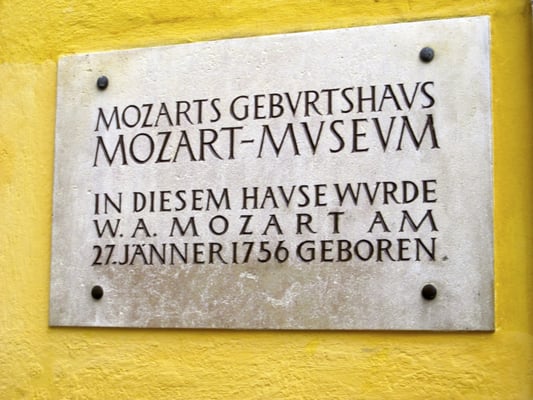 MOZARTS GEBVRTSHAVS
MOZART-MVSEVM
IN DIESEM HAVSE WVRDE
W. A. MOZART AM
27. JÄNNER 1756 GEBOREN.